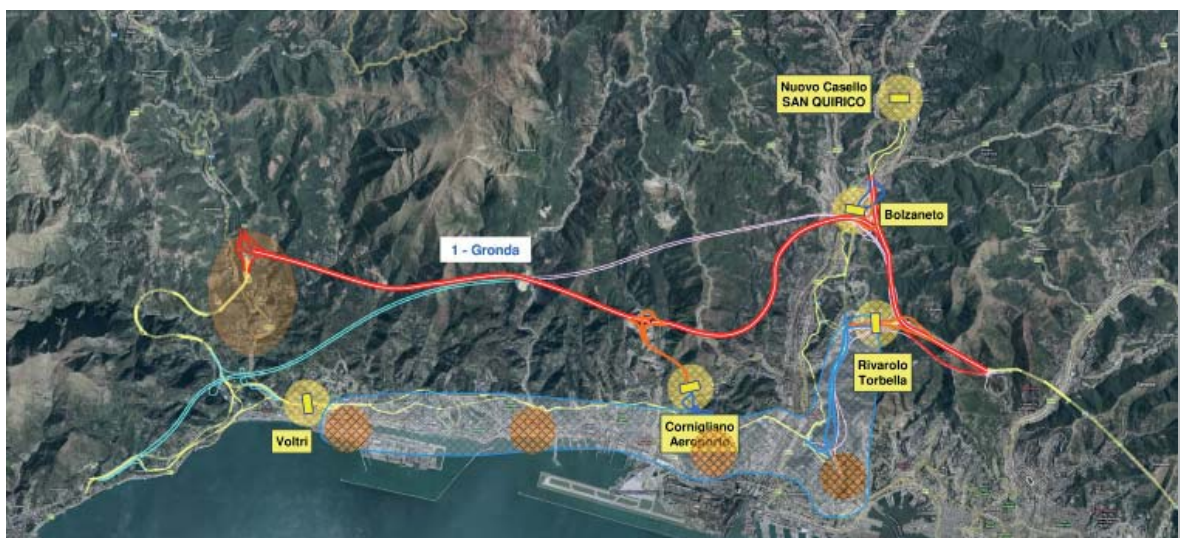 Nuovo Casello
SAN QUIRICO
Bolzaneto
1 - Gronda
Rivarolo
Torbella
Voltri
Cornigliano
Aeroporto